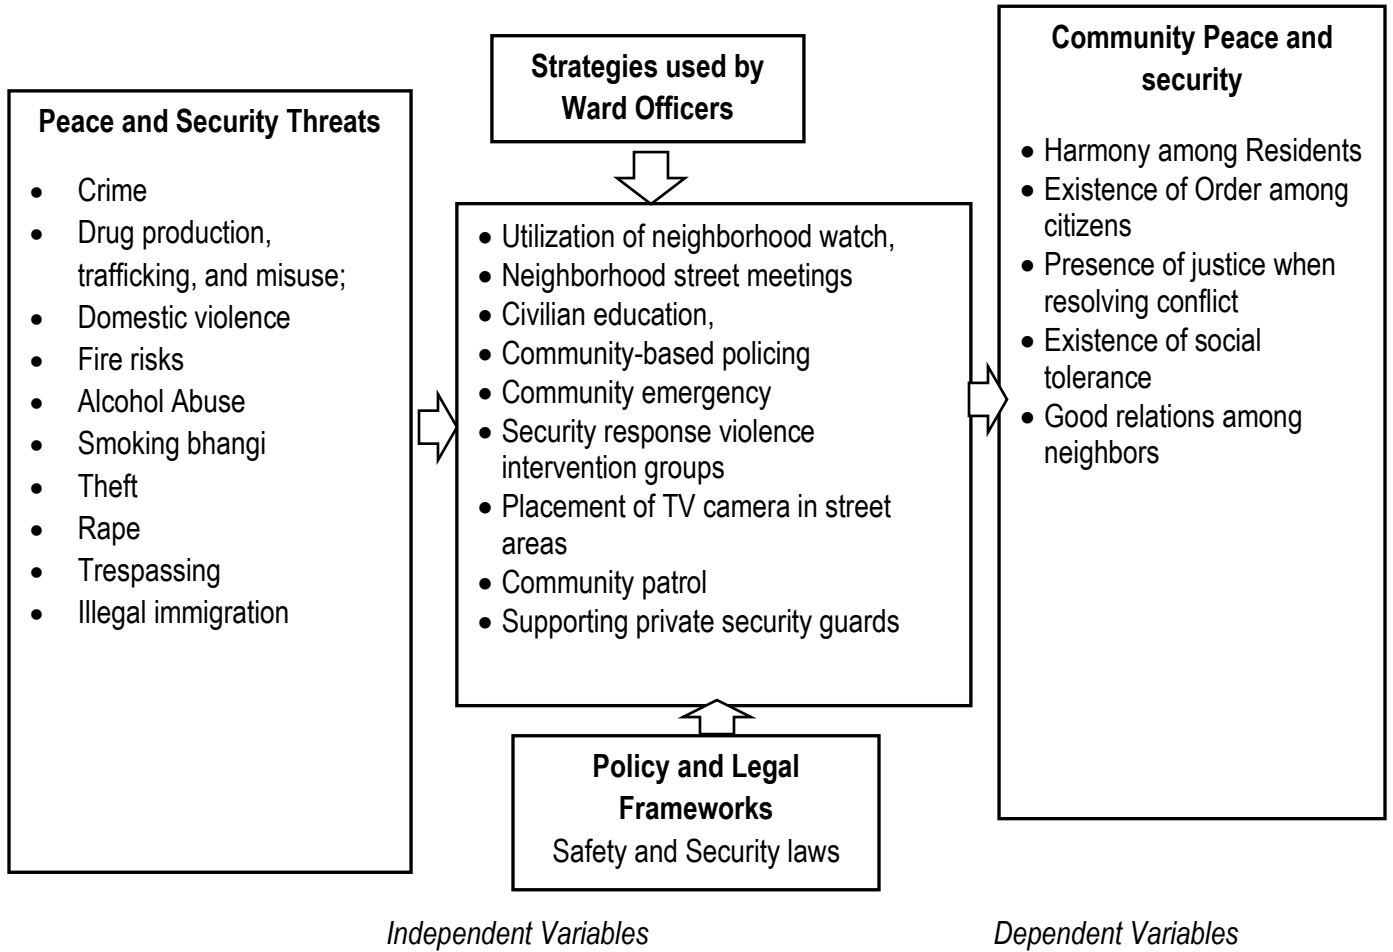 Peace and Security Threats
• Crime
• Drug production,
trafficking, and misuse;
• Domestic violence
• Fire risks
• Alcohol Abuse
• Smoking bhangi
• Theft
• Rape
• Trespassing
• Illegal immigration
Strategies used by
Ward Officers
• Utilization of neighborhood watch,
• Neighborhood street meetings
• Civilian education,
• Community-based policing
• Community emergency
• Security response violence
intervention groups
• Placement of TV camera in street
areas
• Community patrol
• Supporting private security guards
Policy and Legal
Frameworks
Safety and Security laws
Community Peace and
security
• Harmony among Residents
• Existence of Order among
citizens
• Presence of justice when
resolving conflict
• Existence of social
tolerance
• Good relations among
neighbors
Independent Variables
Dependent Variables